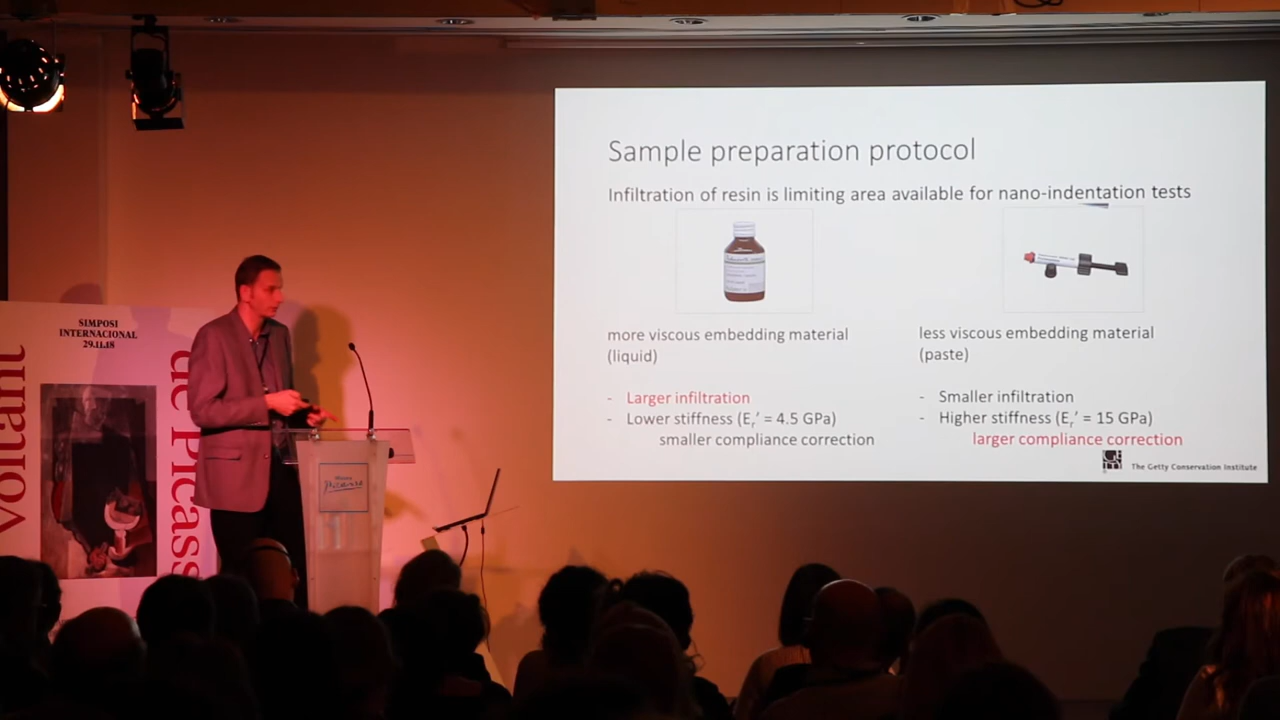 SIMPOSI
INTERNACIONAL
29.11.18
voltant
de Picass
Picasso
Sample preparation protocol
Infiltration of resin is limiting area available for nano-indentation tests
more viscous embedding material
(liquid)
- Larger infiltration
- Lower stiffness (Er’ = 4.5 GPa)
smaller compliance correction
less viscous embedding material
(paste)
- Smaller infiltration
- Higher stiffness (Er’ = 15 GPa)
larger compliance correction
The Getty Conservation Institute